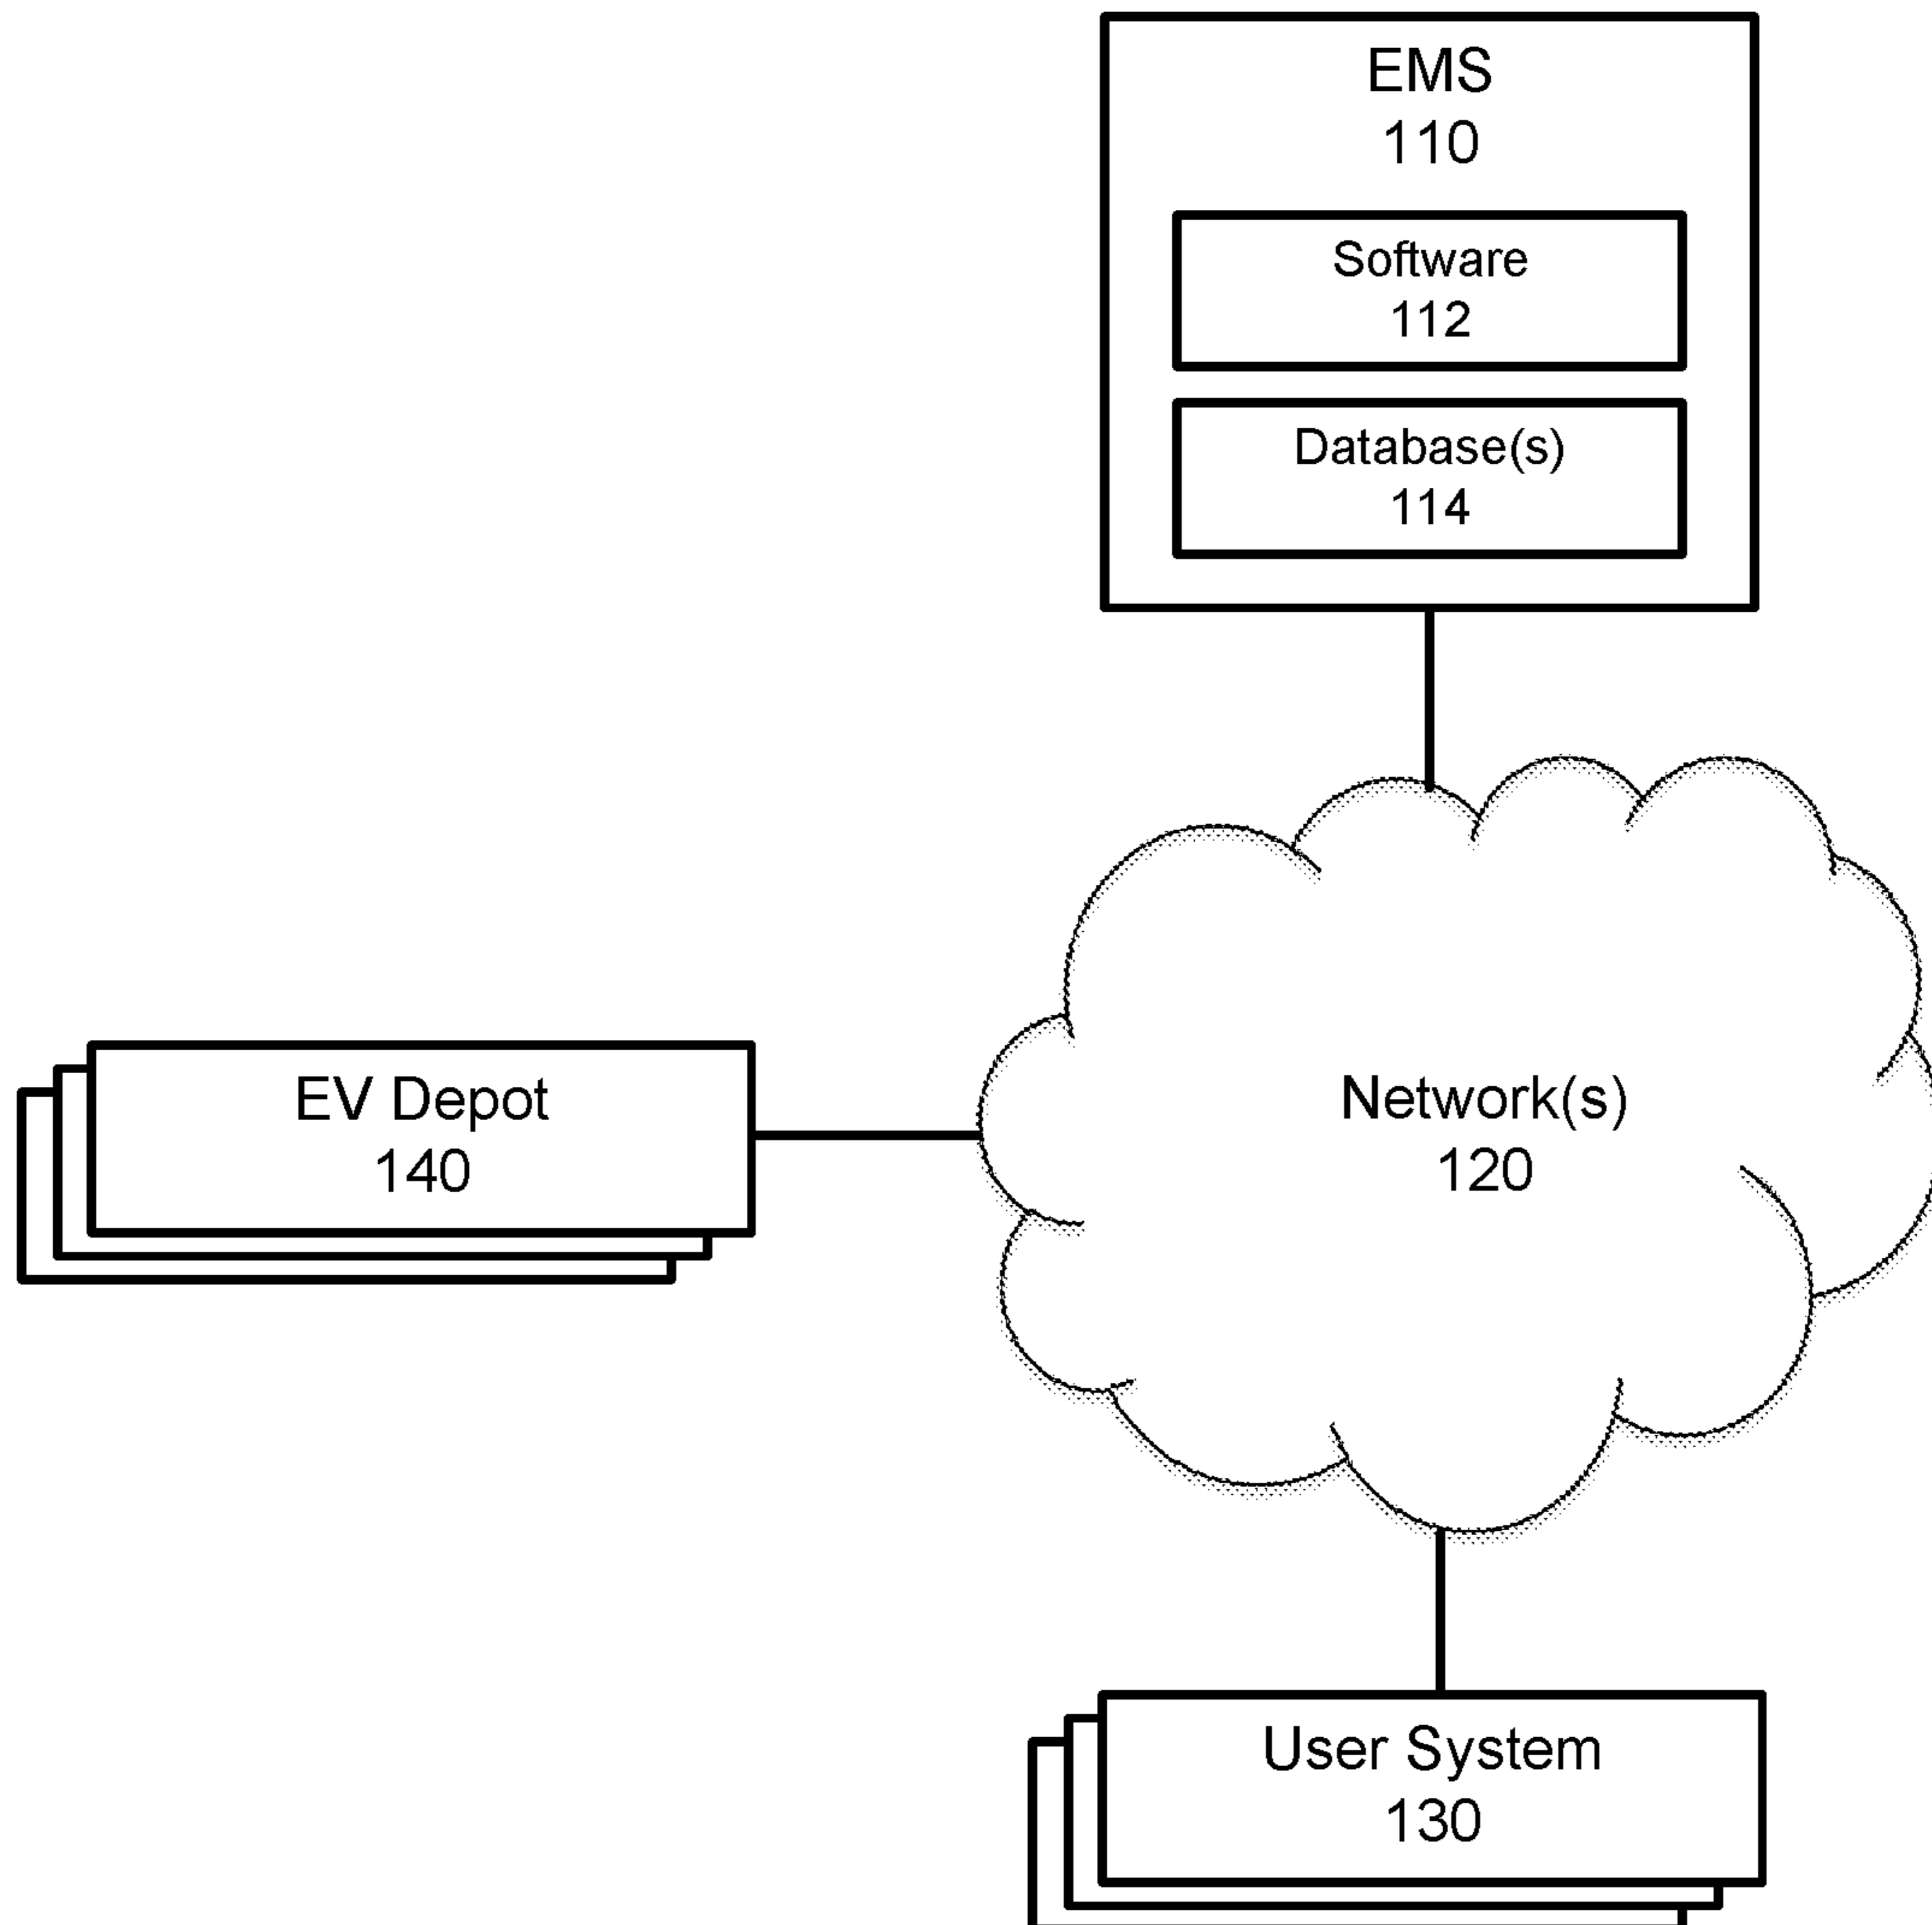 EMS
110
Software
112
Database(s)
114
EV Depot
140
Network(s)
120
User System
130